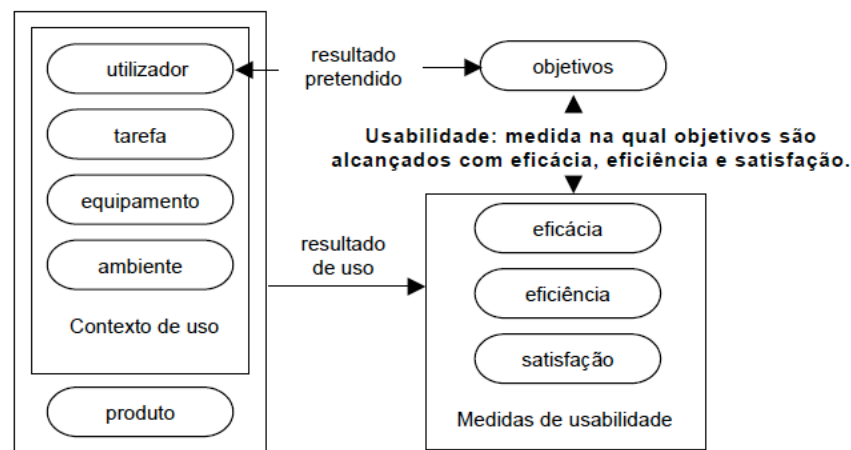 utilizador
tarefa
equipamento
ambiente
Contexto de uso
produto
resultado
pretendido
objetivos
Usabilidade: medida na qual objetivos são
alcançados com eficácia, eficiência e satisfação.
resultado
de uso
eficácia
eficiência
satisfação
Medidas de usabilidade